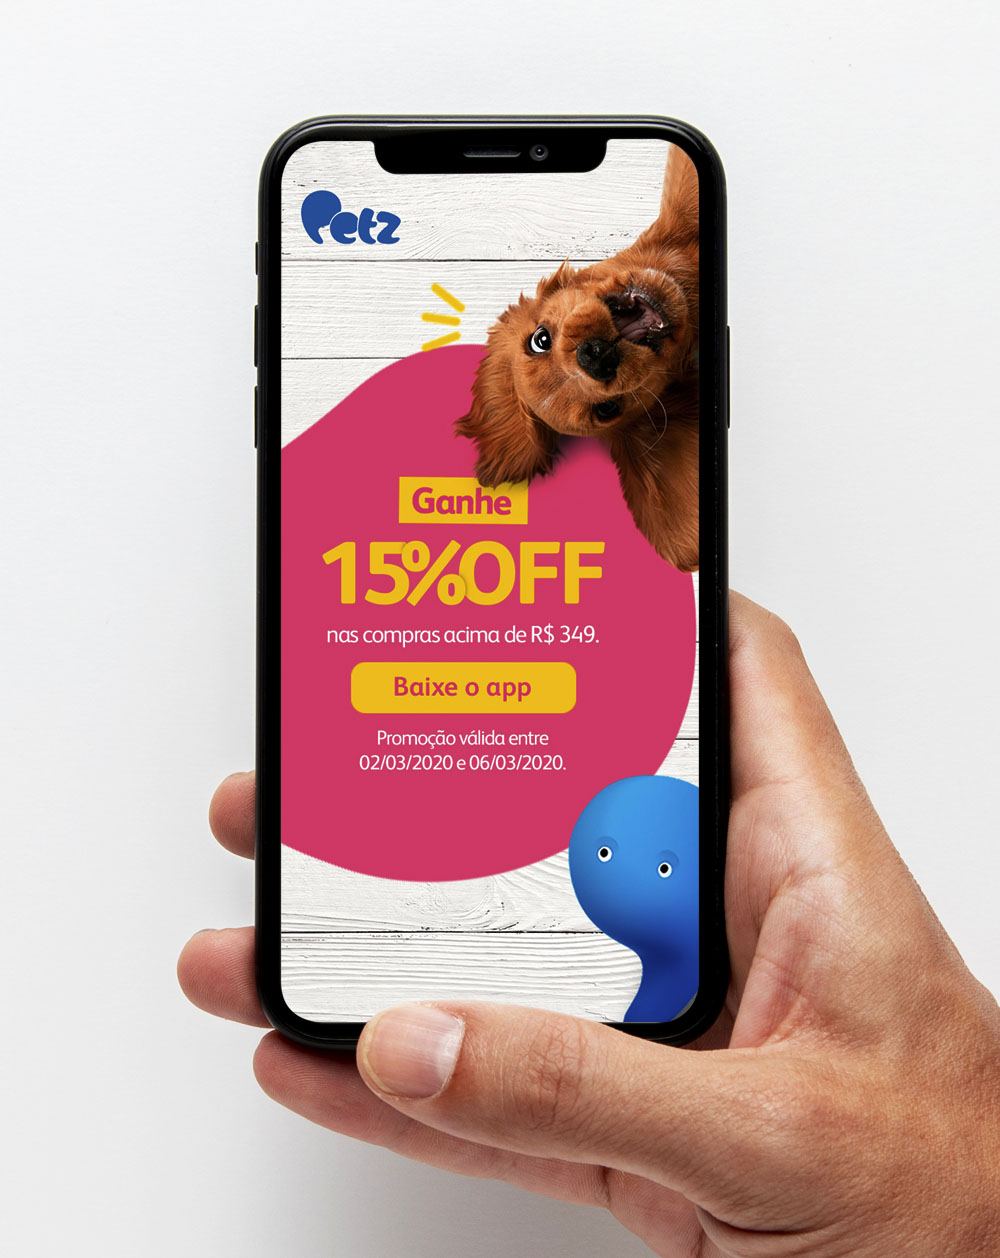 Petz
Ganhe
15%OFF
nas compras acima de R$ 349.
Baixe o app
Promoção válida entre
02/03/2020 e 06/03/2020.